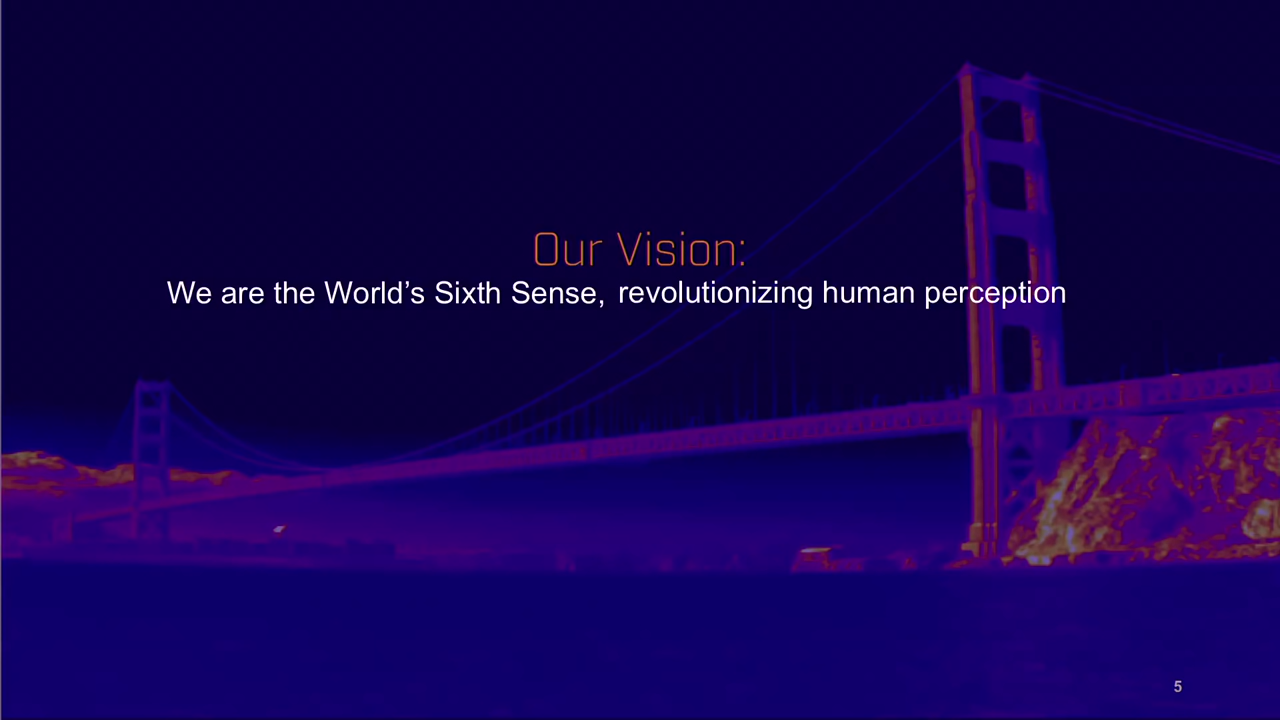 Our Vision:
We are the World’s Sixth Sense, revolutionizing human perception
5